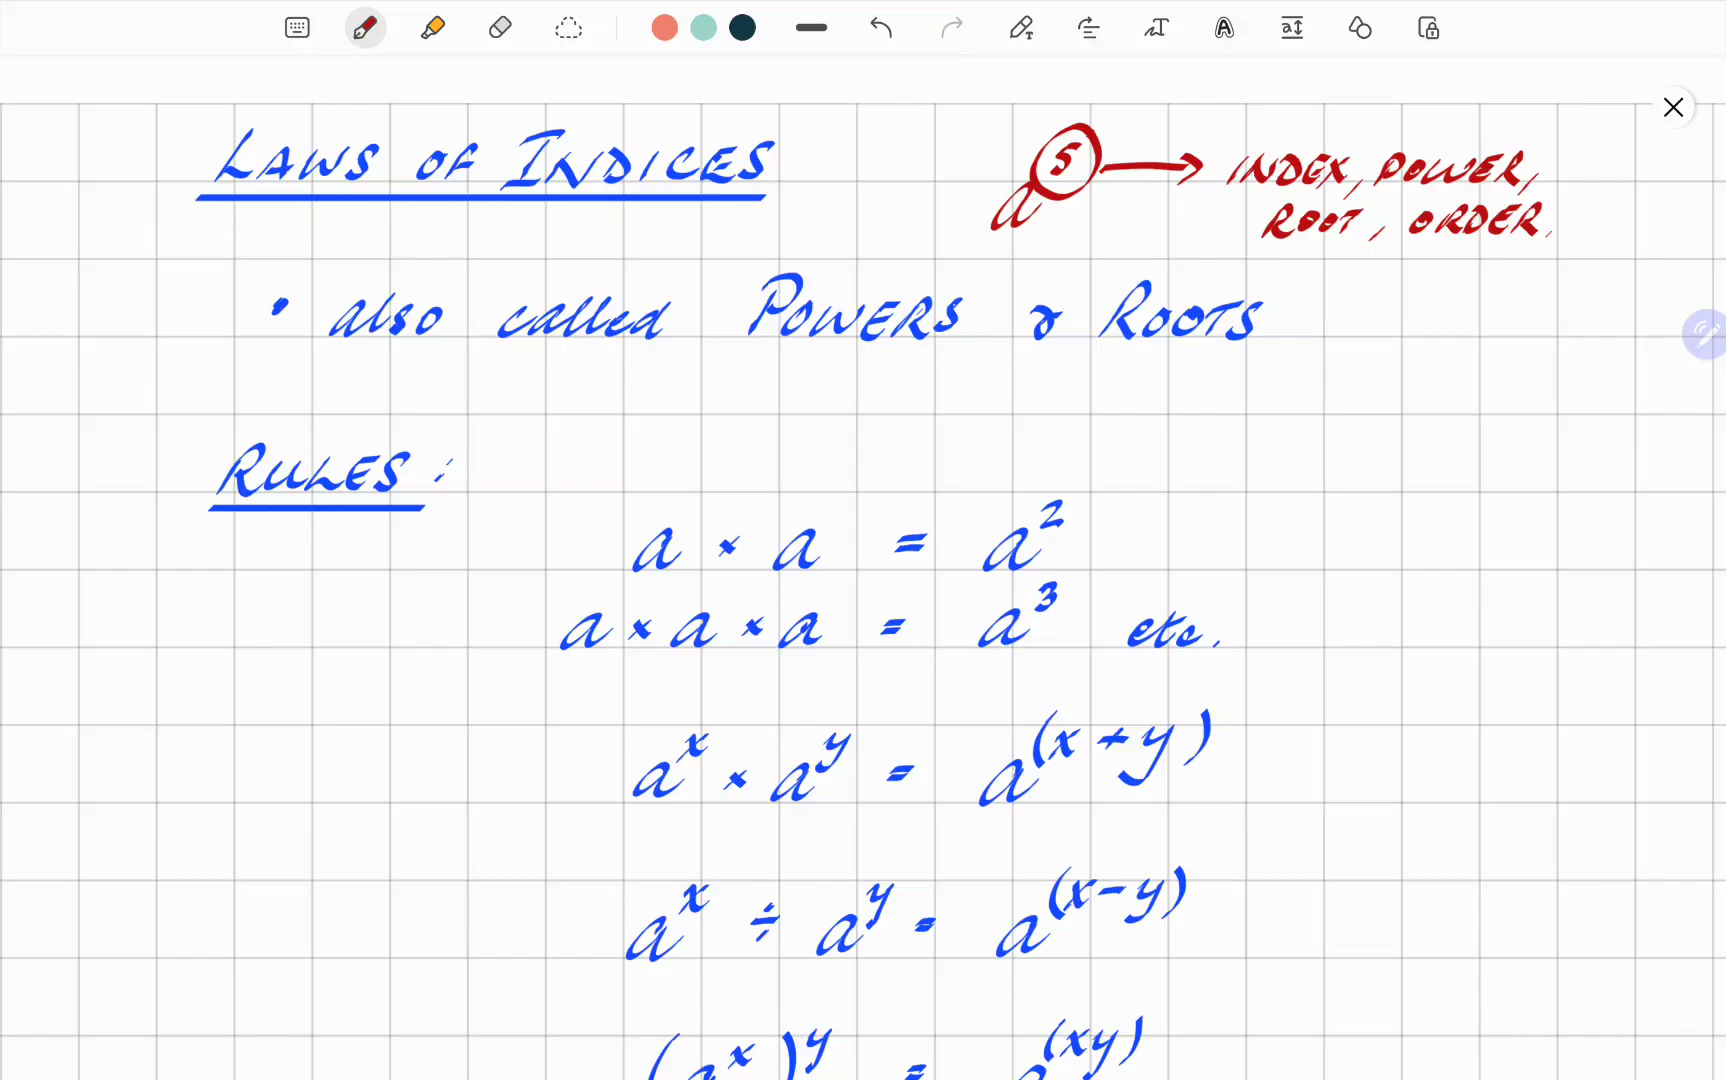 LAWS OF INDICES
a⁵ → INDEX, POWER,
ROOT, ORDER.
• also called POWERS & ROOTS
RULES:
a × a = a²
a × a × a = a³ etc.
aˣ × aʸ = a⁽ˣ⁺ʸ⁾
aˣ ÷ aʸ = a⁽ˣ⁻ʸ⁾
(aˣ)ʸ = a⁽ˣʸ⁾